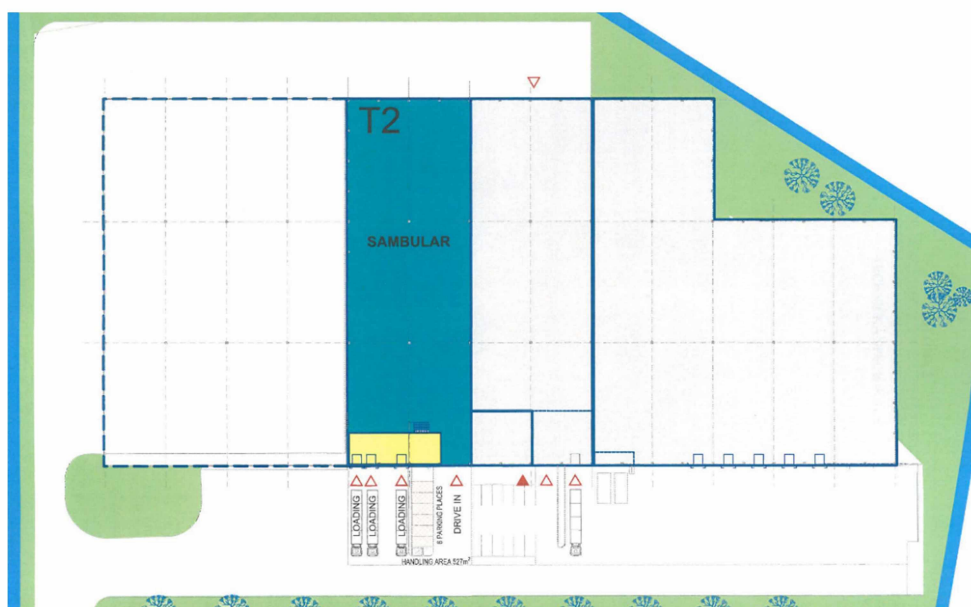 T2
SAMBULAR
LOADING
LOADING
LOADING
8 PARKING PLACES
DRIVE IN
HANDLING AREA 527m²